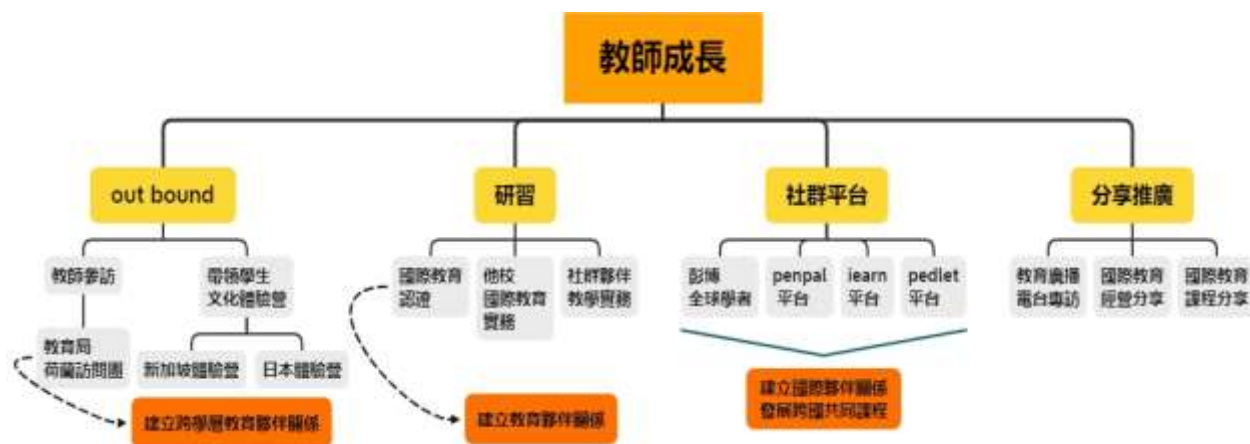 教師成長
out bound
研習
社群平台
分享推廣
教師參訪
帶領學生
文化體驗營
教育局
荷蘭訪問團
新加坡體驗營
日本體驗營
建立跨學層教育夥伴關係
國際教育
認證
他校
國際教育
實務
社群夥伴
教學實務
建立教育夥伴關係
彭博
全球學者
penpal
平台
iearn
平台
pedlet
平台
建立國際夥伴關係
發展跨國共同課程
教育廣播
電台專訪
國際教育
經營分享
國際教育
課程分享